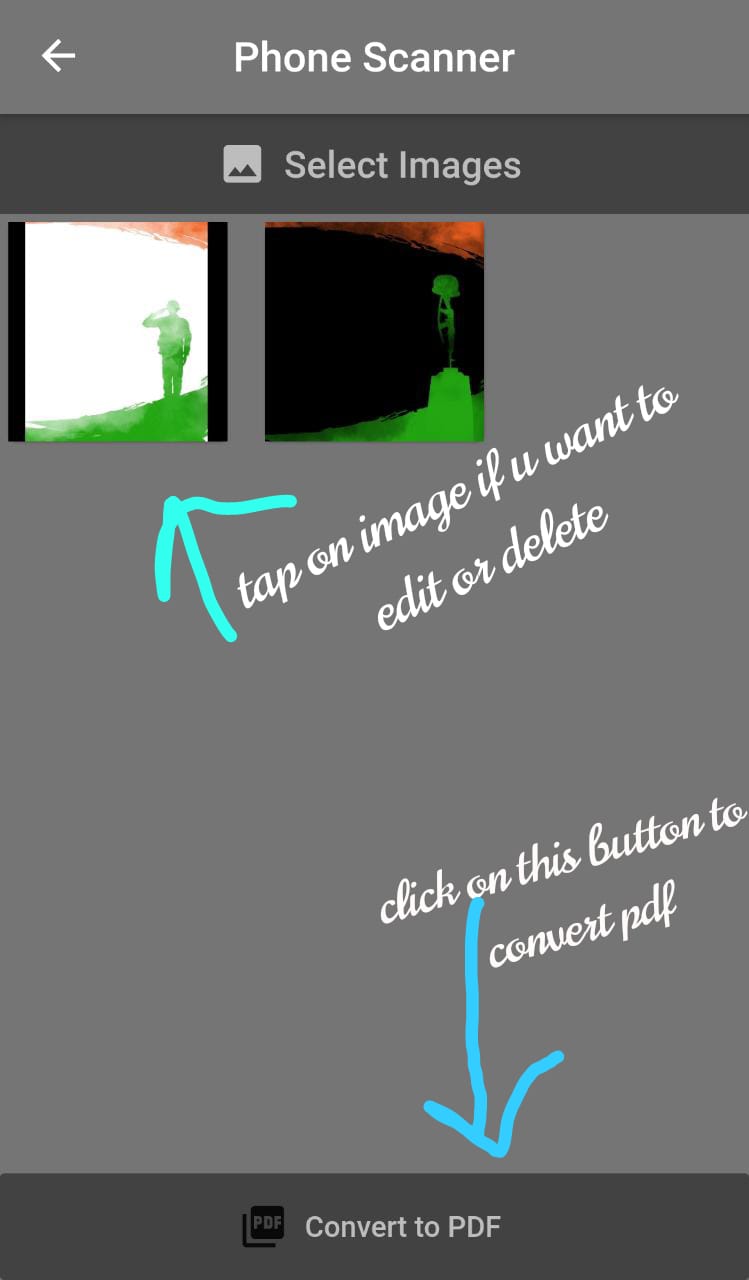 Phone Scanner
Select Images
tap on image if u want to
edit or delete
click on this button to
convert pdf
PDF
Convert to PDF